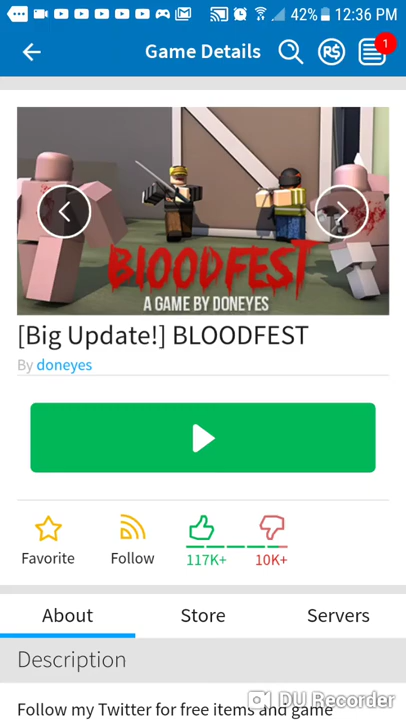 42% 12:36 PM
Game Details
R$
1
BLOODFEST
A GAME BY DONEYES
[Big Update!] BLOODFEST
By doneyes
Favorite
Follow
117K+
10K+
About
Store
Servers
Description
Follow my Twitter for free items and game
DU Recorder